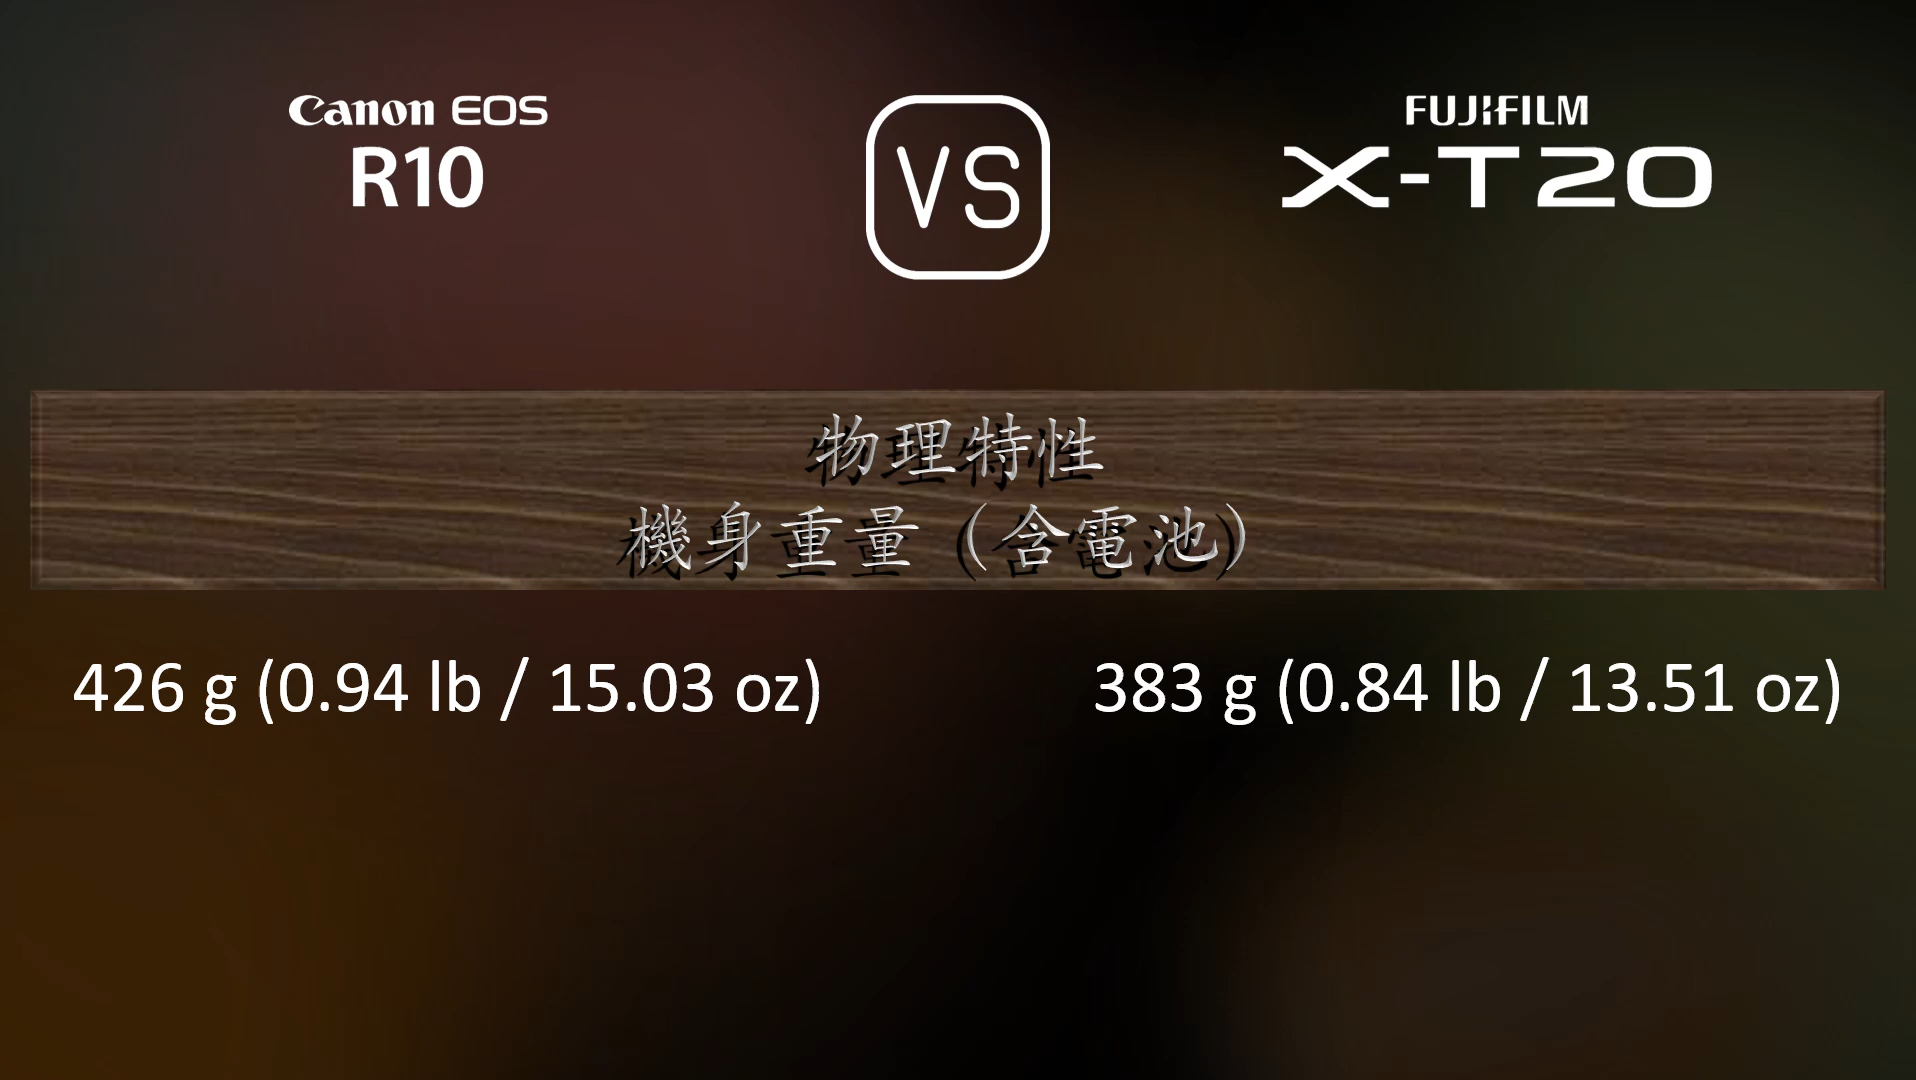 Canon EOS
R10
VS
FUJIFILM
X-T20
物理特性
機身重量（含電池）
426 g (0.94 lb / 15.03 oz)
383 g (0.84 lb / 13.51 oz)